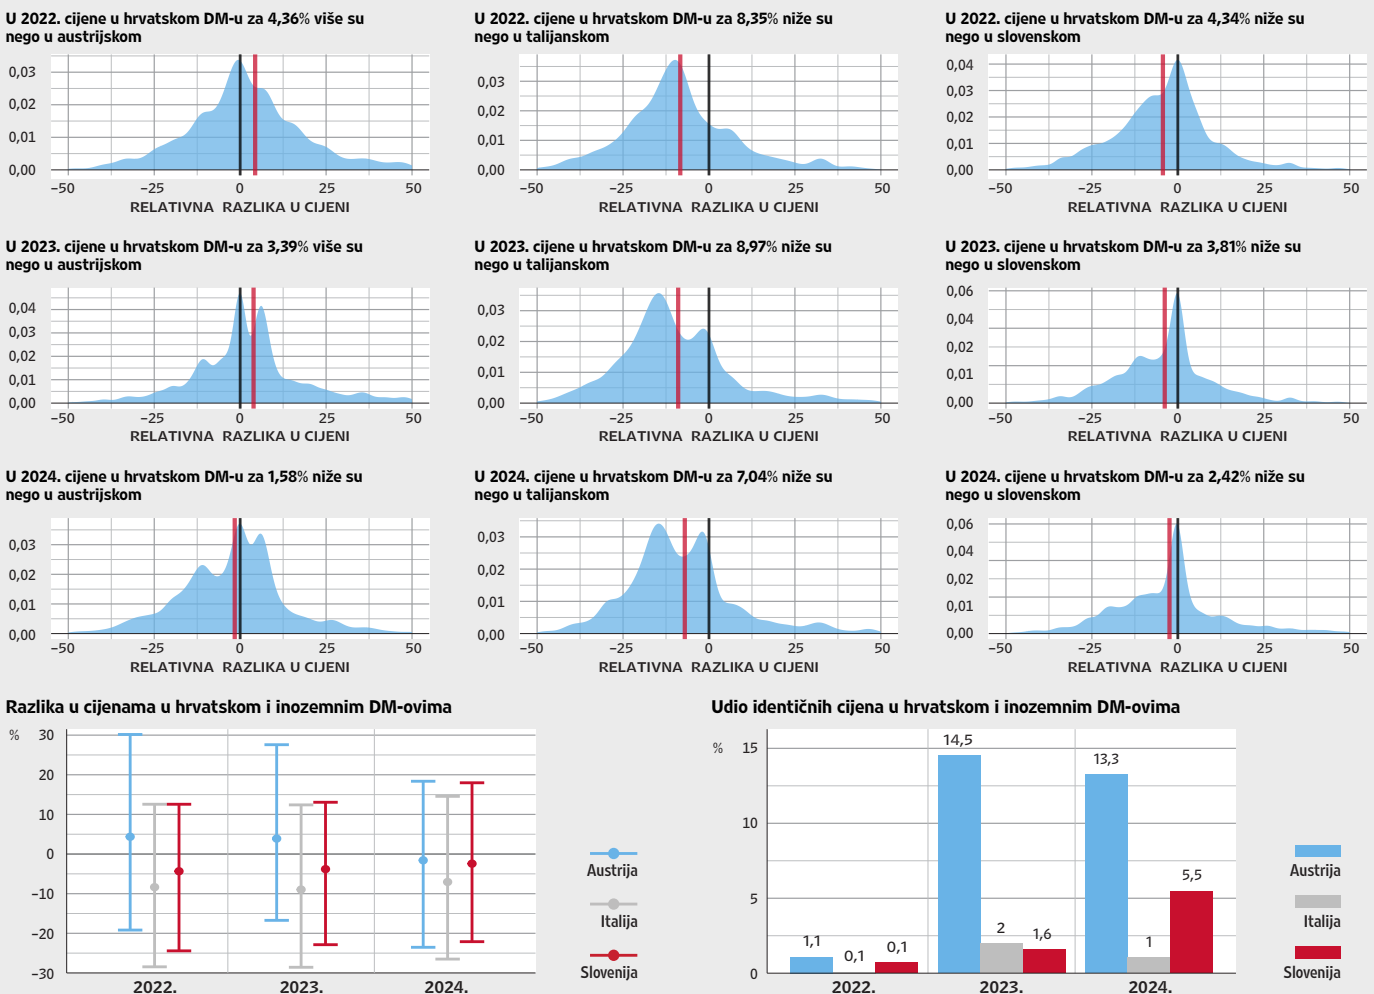 U 2022. cijene u hrvatskom DM-u za 4,36% više su
nego u austrijskom
0,03
0,02
0,01
0,00
−50 −25 0 25 50
RELATIVNA RAZLIKA U CIJENI
U 2022. cijene u hrvatskom DM-u za 8,35% niže su
nego u talijanskom
0,03
0,02
0,01
0,00
−50 −25 0 25 50
RELATIVNA RAZLIKA U CIJENI
U 2022. cijene u hrvatskom DM-u za 4,34% niže su
nego u slovenskom
0,04
0,03
0,02
0,01
0,00
−50 −25 0 25 50
RELATIVNA RAZLIKA U CIJENI
U 2023. cijene u hrvatskom DM-u za 3,39% više su
nego u austrijskom
0,04
0,03
0,02
0,01
0,00
−50 −25 0 25 50
RELATIVNA RAZLIKA U CIJENI
U 2023. cijene u hrvatskom DM-u za 8,97% niže su
nego u talijanskom
0,03
0,02
0,01
0,00
−50 −25 0 25 50
RELATIVNA RAZLIKA U CIJENI
U 2023. cijene u hrvatskom DM-u za 3,81% niže su
nego u slovenskom
0,06
0,04
0,02
0,01
0,00
−50 −25 0 25 50
RELATIVNA RAZLIKA U CIJENI
U 2024. cijene u hrvatskom DM-u za 1,58% niže su
nego u austrijskom
0,03
0,02
0,01
0,00
−50 −25 0 25 50
RELATIVNA RAZLIKA U CIJENI
U 2024. cijene u hrvatskom DM-u za 7,04% niže su
nego u talijanskom
0,03
0,02
0,01
0,00
−50 −25 0 25 50
RELATIVNA RAZLIKA U CIJENI
U 2024. cijene u hrvatskom DM-u za 2,42% niže su
nego u slovenskom
0,06
0,04
0,02
0,01
0,00
−50 −25 0 25 50
RELATIVNA RAZLIKA U CIJENI
Razlika u cijenama u hrvatskom i inozemnim DM-ovima
% 30
20
10
0
−10
−20
−30
2022. 2023. 2024.
Austrija
Italija
Slovenija
Udio identičnih cijena u hrvatskom i inozemnim DM-ovima
% 15
10
5
0
1,1 0,1 0,1
14,5 2 1,6
13,3 1 5,5
2022. 2023. 2024.
Austrija
Italija
Slovenija